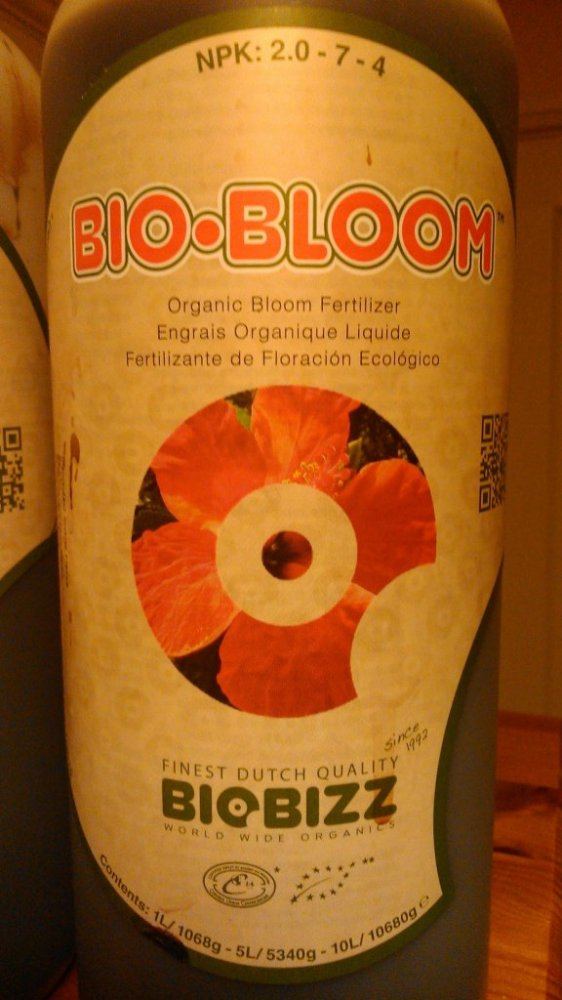 NPK: 2.0 - 7 - 4
BIO•BLOOM™
Organic Bloom Fertilizer
Engrais Organique Liquide
Fertilizante de Floración Ecológico
since
1992
FINEST DUTCH QUALITY
BIOBIZZ
WORLD WIDE ORGANICS
Contents: 1L/ 1068g - 5L/ 5340g - 10L/ 10680g ℮